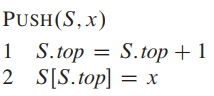 PUSH(S, x)
1 S.top = S.top + 1
2 S[S.top] = x